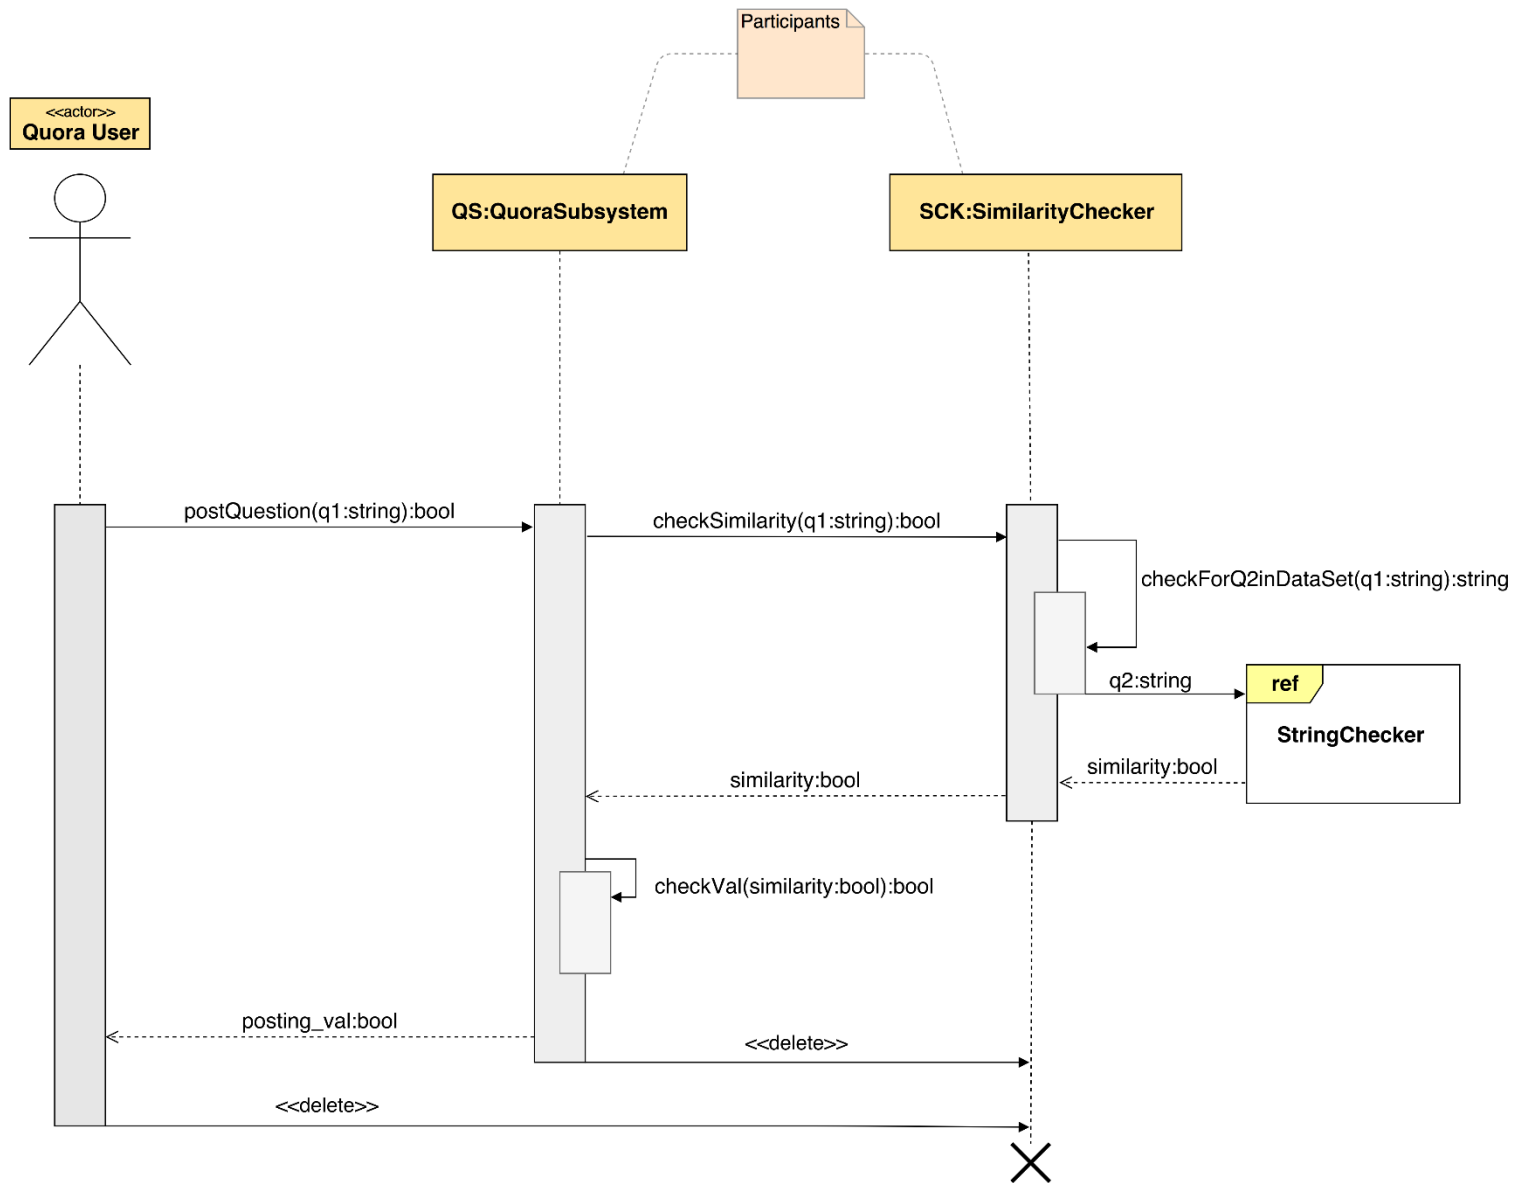 Participants
<<actor>>
Quora User
QS:QuoraSubsystem
SCK:SimilarityChecker
postQuestion(q1:string):bool
checkSimilarity(q1:string):bool
checkForQ2inDataSet(q1:string):string
q2:string
ref
StringChecker
similarity:bool
similarity:bool
checkVal(similarity:bool):bool
posting_val:bool
<<delete>>
<<delete>>